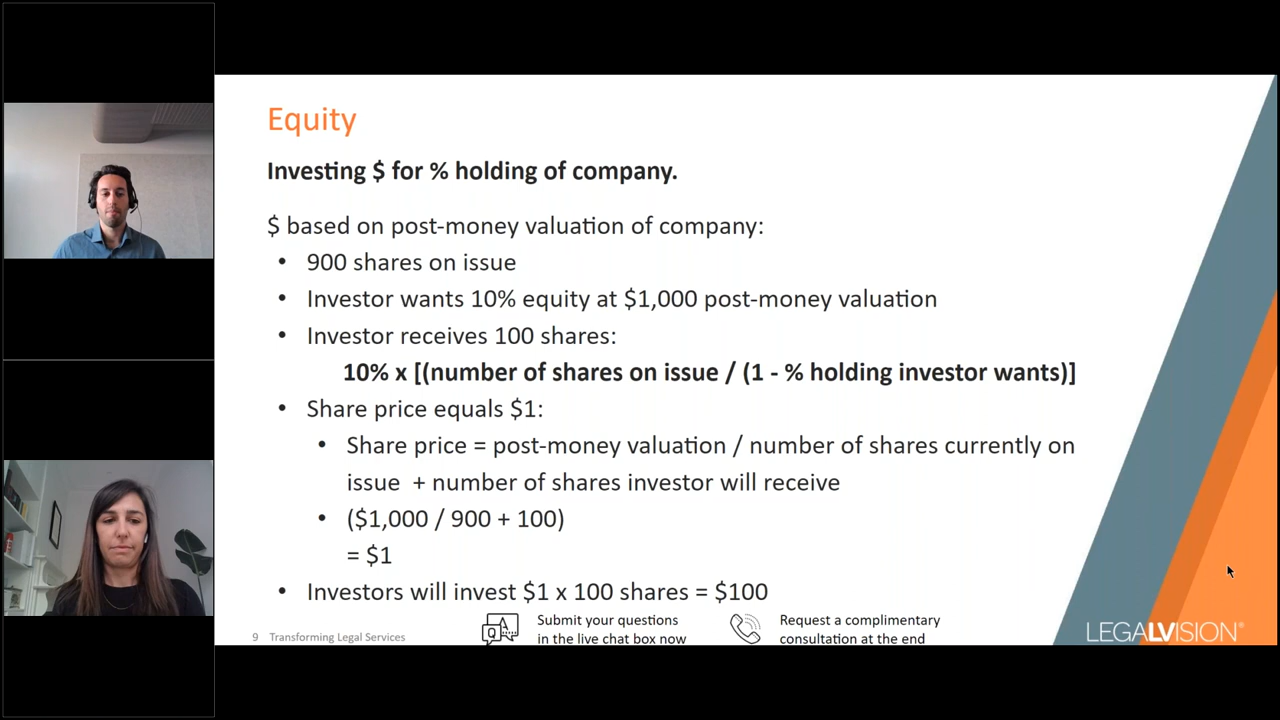 Equity
Investing $ for % holding of company.
$ based on post-money valuation of company:
• 900 shares on issue
• Investor wants 10% equity at $1,000 post-money valuation
• Investor receives 100 shares:
10% x [(number of shares on issue / (1 - % holding investor wants)]
• Share price equals $1:
• Share price = post-money valuation / number of shares currently on
issue + number of shares investor will receive
• ($1,000 / 900 + 100)
= $1
• Investors will invest $1 x 100 shares = $100
9 Transforming Legal Services
Q A
Submit your questions
in the live chat box now
Request a complimentary
consultation at the end
LEGALVISION®